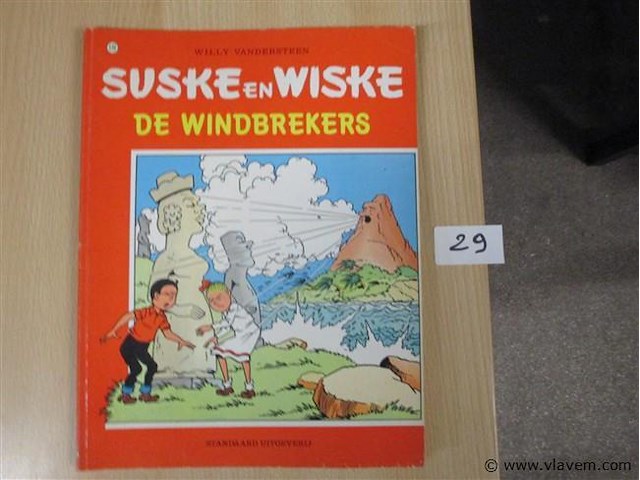 WILLY VANDERSTEEN
SUSKE EN WISKE
DE WINDBREKERS
29
STANDAARD UITGEVERIJ
© www.vlavem.com